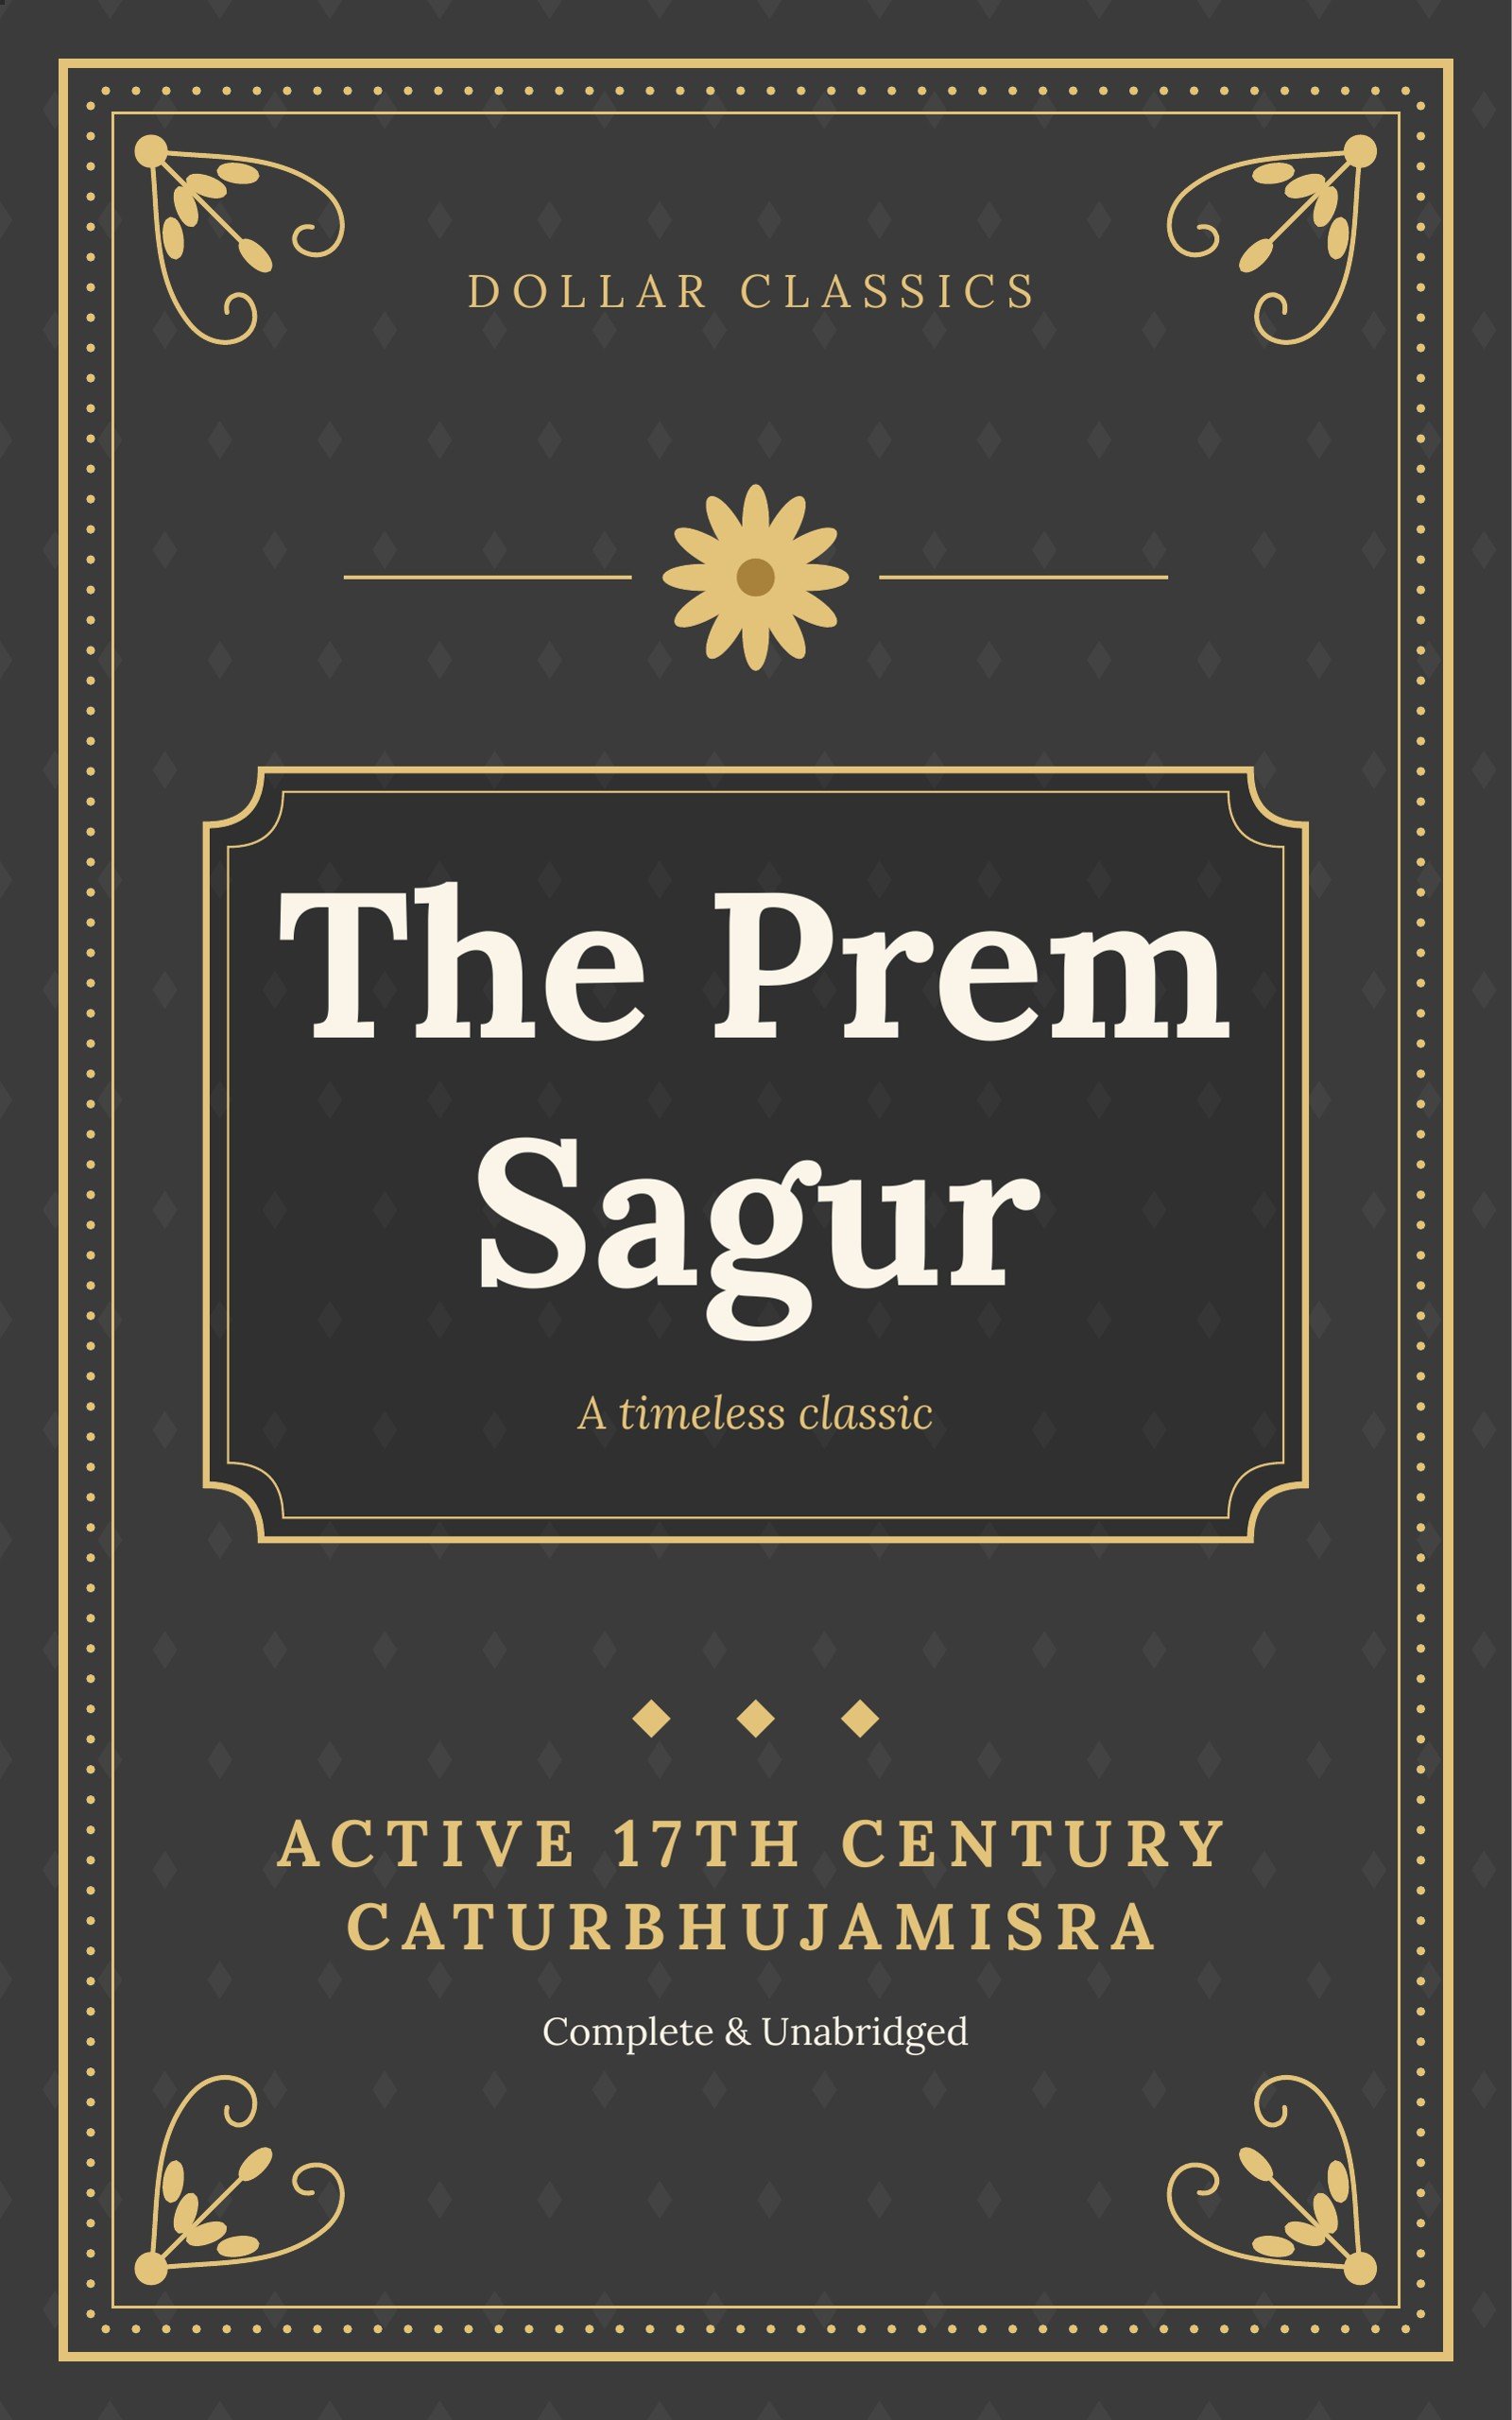 DOLLAR CLASSICS
The Prem
Sagur
A timeless classic
ACTIVE 17TH CENTURY
CATURBHUJAMISRA
Complete & Unabridged